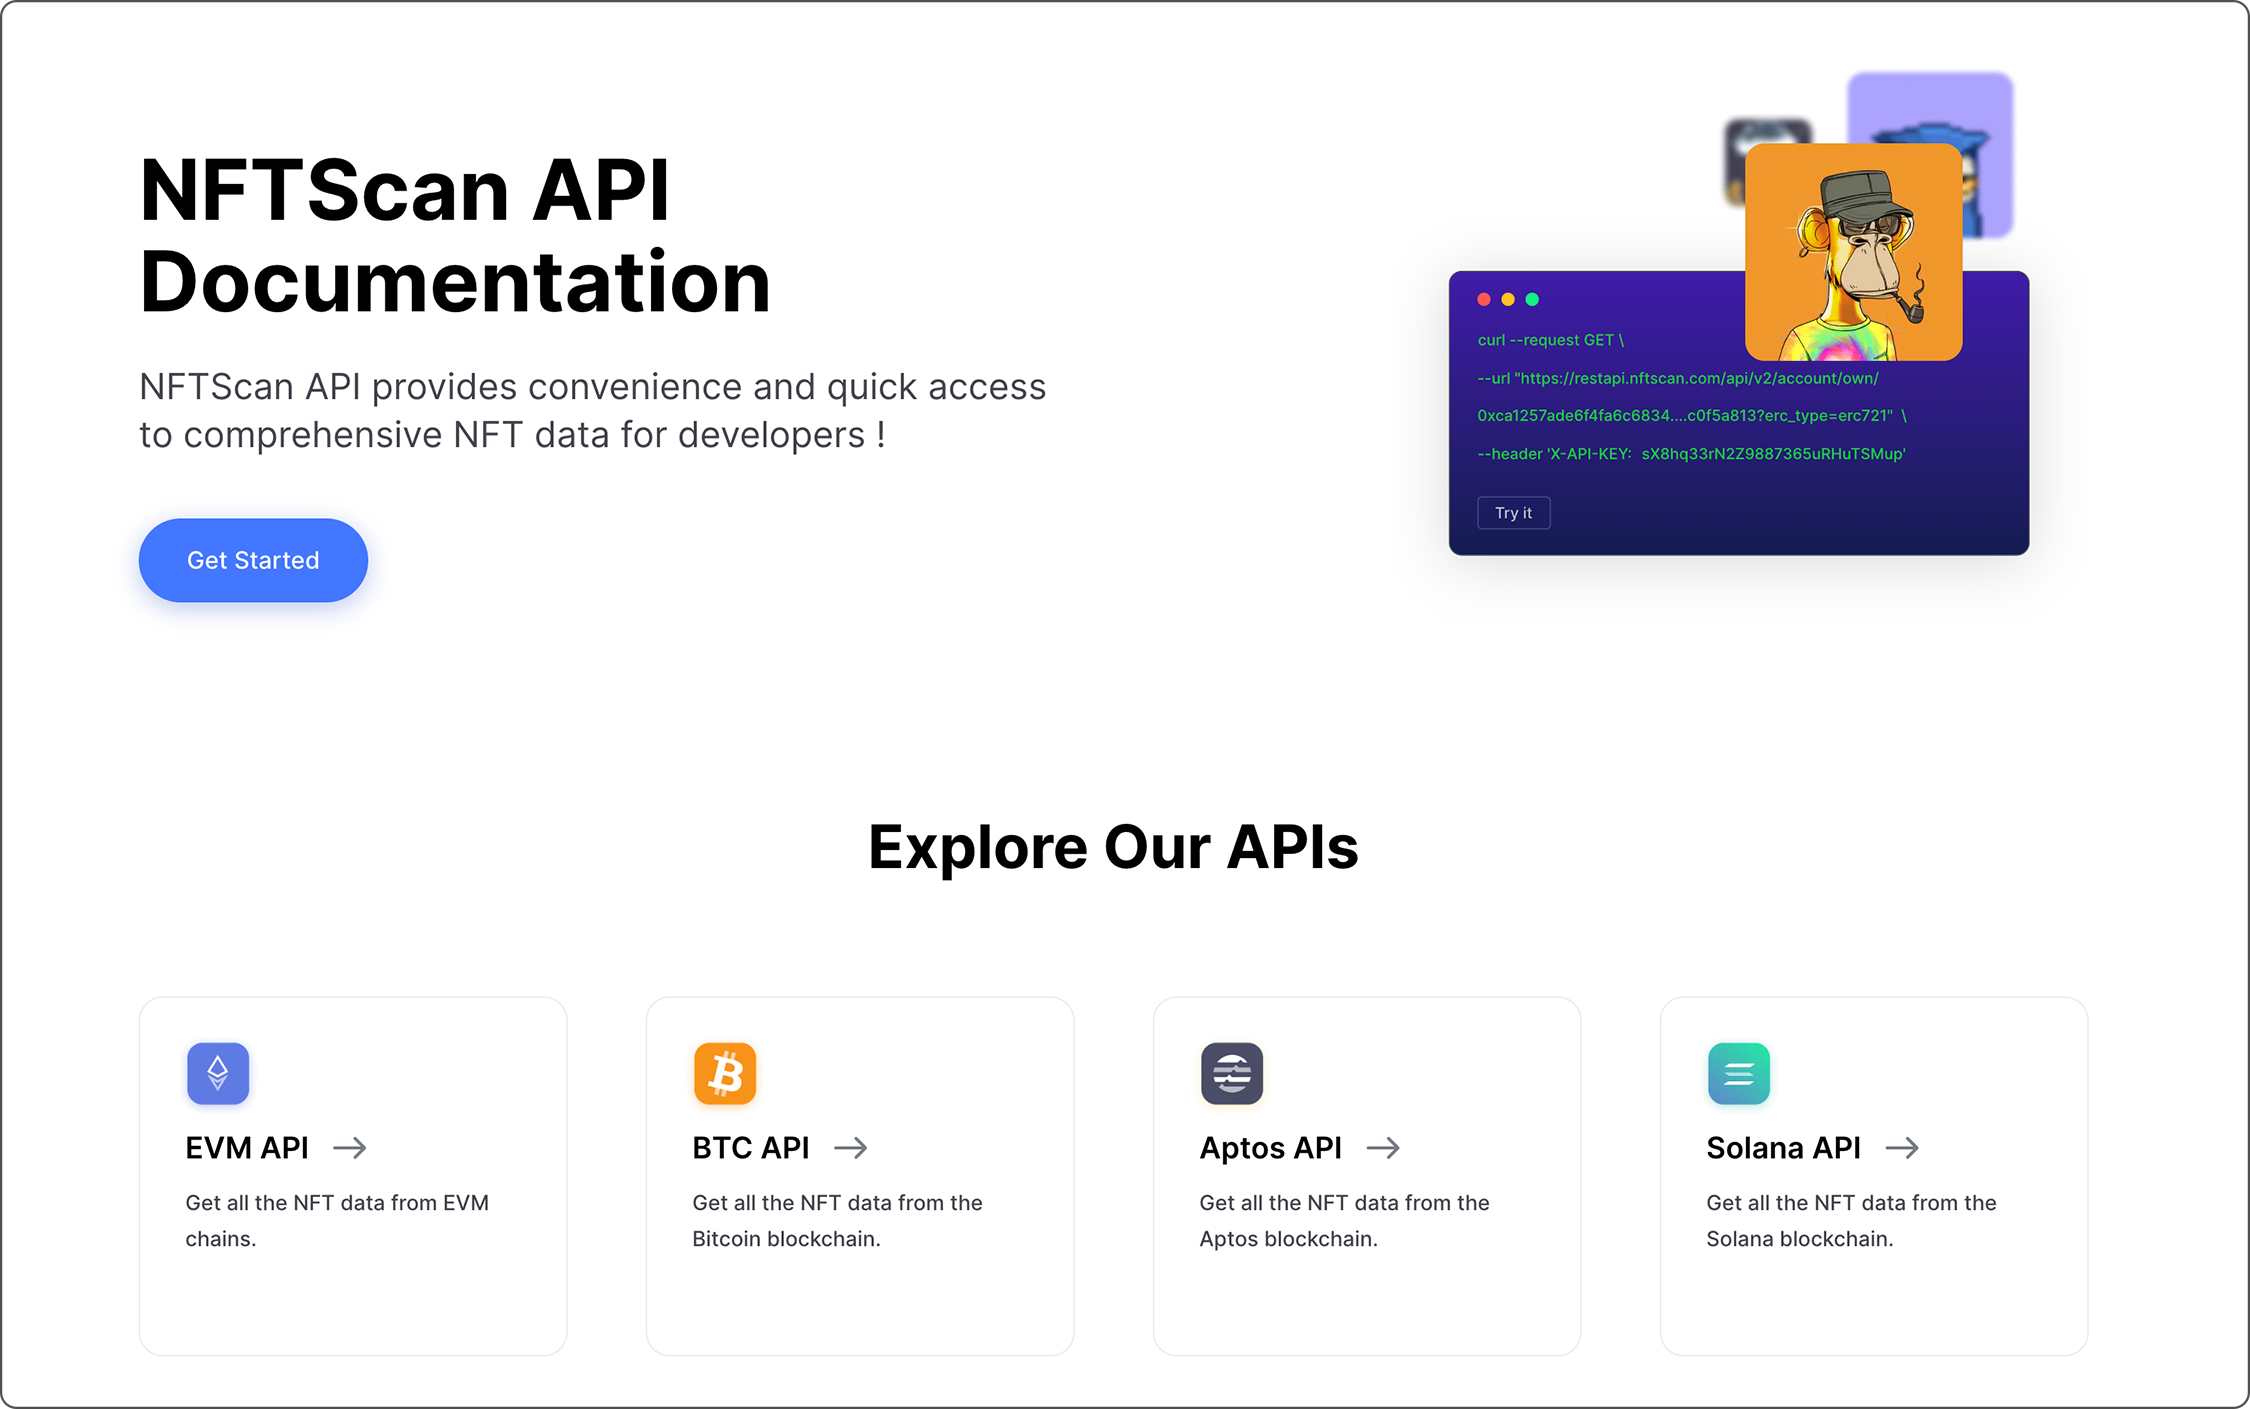 NFTScan API
Documentation
NFTScan API provides convenience and quick access
to comprehensive NFT data for developers !
Get Started
curl --request GET \
--url "https://restapi.nftscan.com/api/v2/account/own/
0xca1257ade6f4fa6c6834....c0f5a813?erc_type=erc721" \
--header 'X-API-KEY: sX8hq33rN2Z9887365uRHuTSMup'
Try it
Explore Our APIs
EVM API
Get all the NFT data from EVM
chains.
BTC API
Get all the NFT data from the
Bitcoin blockchain.
Aptos API
Get all the NFT data from the
Aptos blockchain.
Solana API
Get all the NFT data from the
Solana blockchain.